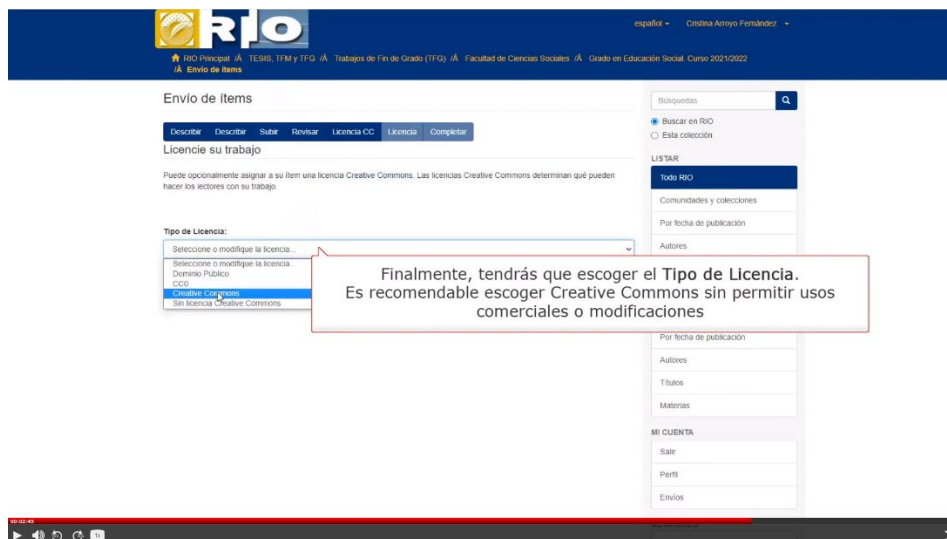 RIO
español
Cristina Arroyo Fernández
RIO Principal /Â TESIS, TFM y TFG /Â Trabajos de Fin de Grado (TFG) /Â Facultad de Ciencias Sociales /Â Grado en Educación Social. Curso 2021/2022
/Â Envío de ítems
Envío de ítems
Describir Describir Subir Revisar Licencia CC Licencia Completar
Licencie su trabajo
Puede opcionalmente asignar a su ítem una licencia Creative Commons. Las licencias Creative Commons determinan qué pueden
hacer los lectores con su trabajo.
Tipo de Licencia:
Seleccione o modifique la licencia...
Seleccione o modifique la licencia...
Dominio Público
CC0
Creative Commons
Sin licencia Creative Commons
Finalmente, tendrás que escoger el Tipo de Licencia.
Es recomendable escoger Creative Commons sin permitir usos
comerciales o modificaciones
Búsquedas
Buscar en RIO
Esta colección
LISTAR
Todo RIO
Comunidades y colecciones
Por fecha de publicación
Autores
Por fecha de publicación
Autores
Títulos
Materias
MI CUENTA
Salir
Perfil
Envíos
00:02:45
1x